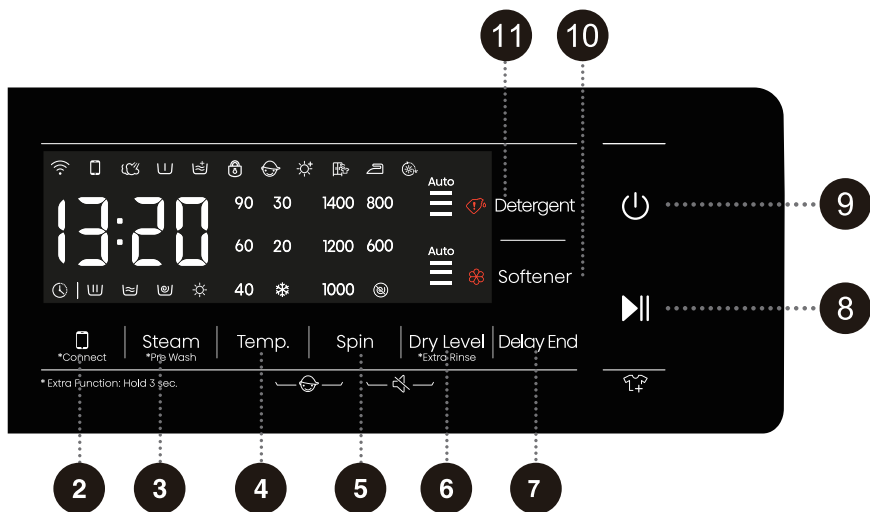 11 10
Auto
13:20 90 30 1400 800 Detergent
9
60 20 1200 600
Auto
Softener
40 1000
8
Steam Temp. Spin Dry Level Delay End
*Connect *Pre Wash *Extra Rinse
* Extra Function: Hold 3 sec.
2 3 4 5 6 7